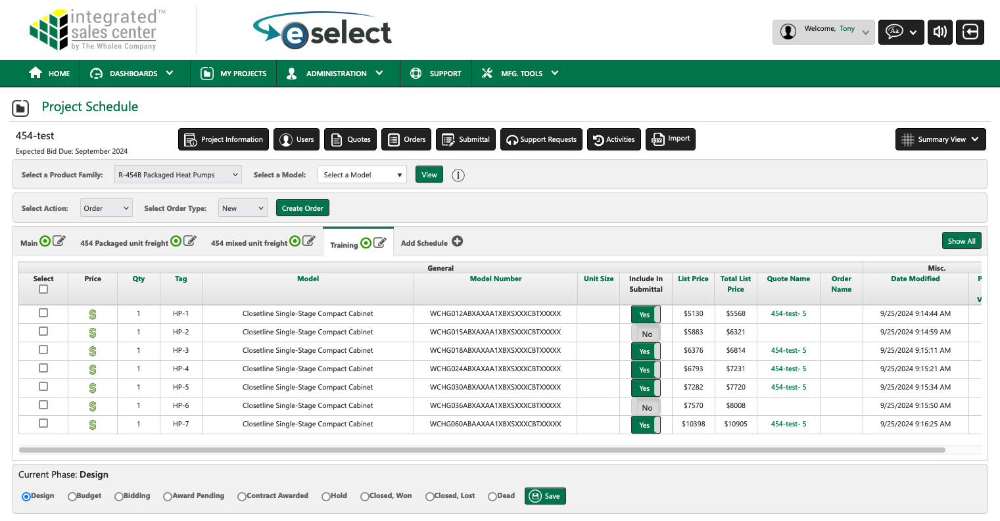 integrated™
sales center
by The Whalen Company
eselect
Welcome, Tony
Aa
HOME
DASHBOARDS
MY PROJECTS
ADMINISTRATION
SUPPORT
MFG. TOOLS
Project Schedule
454-test
Expected Bid Due: September 2024
Project Information
Users
Quotes
Orders
Submittal
Support Requests
Activities
CSV
Import
Summary View
Select a Product Family: R-454B Packaged Heat Pumps Select a Model: Select a Model View i
Select Action: Order Select Order Type: New Create Order
Main 454 Packaged unit freight 454 mixed unit freight Training Add Schedule Show All
General Misc.
Select Price Qty Tag Model Model Number Unit Size Include In List Price Total List Quote Name Order Date Modified P
Submittal Price Name
V
$ 1 HP-1 Closetline Single-Stage Compact Cabinet WCHG012ABXAXAA1XBXSXXXCBTXXXXX Yes $5130 $5568 454-test- 5 9/25/2024 9:14:44 AM
$ 1 HP-2 Closetline Single-Stage Compact Cabinet WCHG015ABXAXAA1XBXSXXXCBTXXXXX No $5883 $6321 9/25/2024 9:14:59 AM
$ 1 HP-3 Closetline Single-Stage Compact Cabinet WCHG018ABXAXAA1XBXSXXXCBTXXXXX Yes $6376 $6814 454-test- 5 9/25/2024 9:15:11 AM
$ 1 HP-4 Closetline Single-Stage Compact Cabinet WCHG024ABXAXAA1XBXSXXXCBTXXXXX Yes $6793 $7231 454-test- 5 9/25/2024 9:15:21 AM
$ 1 HP-5 Closetline Single-Stage Compact Cabinet WCHG030ABXAXAA1XBXSXXXCBTXXXXX Yes $7282 $7720 454-test- 5 9/25/2024 9:15:34 AM
$ 1 HP-6 Closetline Single-Stage Compact Cabinet WCHG036ABXAXAA1XBXSXXXCBTXXXXX No $7570 $8008 9/25/2024 9:15:50 AM
$ 1 HP-7 Closetline Single-Stage Compact Cabinet WCHG060ABAAXAA1XBXSXXXCBTXXXXX Yes $10398 $10905 454-test- 5 9/25/2024 9:16:25 AM
Current Phase: Design
Design Budget Bidding Award Pending Contract Awarded Hold Closed, Won Closed, Lost Dead Save